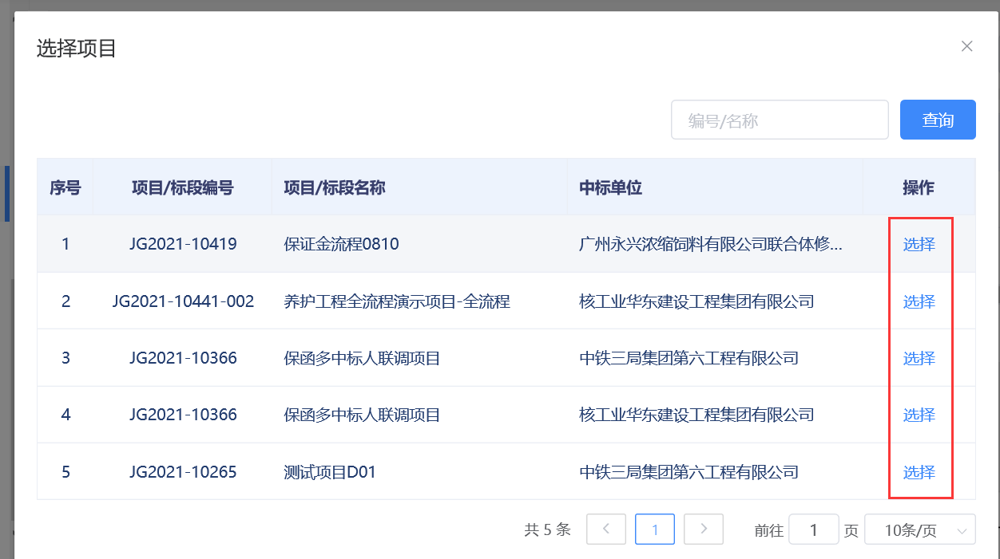 选择项目
编号/名称 查询
序号 项目/标段编号 项目/标段名称 中标单位 操作
1 JG2021-10419 保证金流程0810 广州永兴浓缩饲料有限公司联合体修... 选择
2 JG2021-10441-002 养护工程全流程演示项目-全流程 核工业华东建设工程集团有限公司 选择
3 JG2021-10366 保函多中标人联调项目 中铁三局集团第六工程有限公司 选择
4 JG2021-10366 保函多中标人联调项目 核工业华东建设工程集团有限公司 选择
5 JG2021-10265 测试项目D01 中铁三局集团第六工程有限公司 选择
共 5 条 1 前往 1 页 10条/页